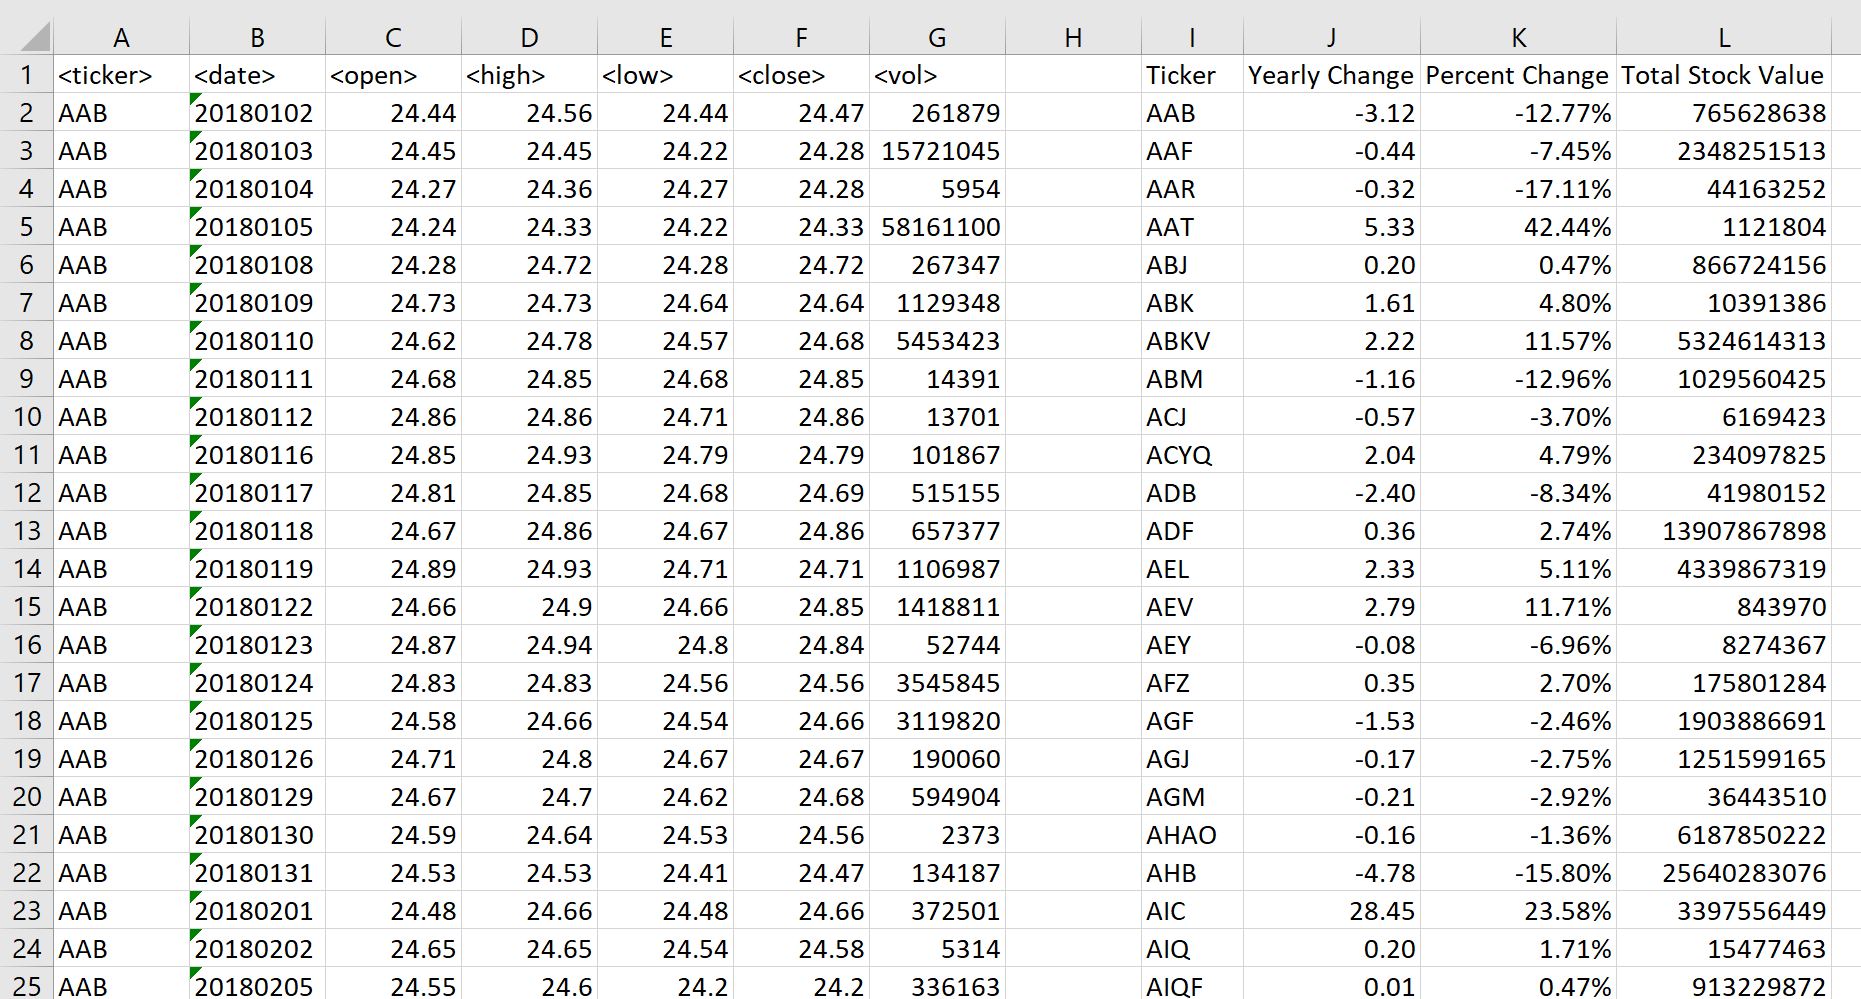 A B C D E F G H I J K L
1 <ticker> <date> <open> <high> <low> <close> <vol> Ticker Yearly Change Percent Change Total Stock Value
2 AAB 20180102 24.44 24.56 24.44 24.47 261879 AAB -3.12 -12.77% 765628638
3 AAB 20180103 24.45 24.45 24.22 24.28 15721045 AAF -0.44 -7.45% 2348251513
4 AAB 20180104 24.27 24.36 24.27 24.28 5954 AAR -0.32 -17.11% 44163252
5 AAB 20180105 24.24 24.33 24.22 24.33 58161100 AAT 5.33 42.44% 1121804
6 AAB 20180108 24.28 24.72 24.28 24.72 267347 ABJ 0.20 0.47% 866724156
7 AAB 20180109 24.73 24.73 24.64 24.64 1129348 ABK 1.61 4.80% 10391386
8 AAB 20180110 24.62 24.78 24.57 24.68 5453423 ABKV 2.22 11.57% 5324614313
9 AAB 20180111 24.68 24.85 24.68 24.85 14391 ABM -1.16 -12.96% 1029560425
10 AAB 20180112 24.86 24.86 24.71 24.86 13701 ACJ -0.57 -3.70% 6169423
11 AAB 20180116 24.85 24.93 24.79 24.79 101867 ACYQ 2.04 4.79% 234097825
12 AAB 20180117 24.81 24.85 24.68 24.69 515155 ADB -2.40 -8.34% 41980152
13 AAB 20180118 24.67 24.86 24.67 24.86 657377 ADF 0.36 2.74% 13907867898
14 AAB 20180119 24.89 24.93 24.71 24.71 1106987 AEL 2.33 5.11% 4339867319
15 AAB 20180122 24.66 24.9 24.66 24.85 1418811 AEV 2.79 11.71% 843970
16 AAB 20180123 24.87 24.94 24.8 24.84 52744 AEY -0.08 -6.96% 8274367
17 AAB 20180124 24.83 24.83 24.56 24.56 3545845 AFZ 0.35 2.70% 175801284
18 AAB 20180125 24.58 24.66 24.54 24.66 3119820 AGF -1.53 -2.46% 1903886691
19 AAB 20180126 24.71 24.8 24.67 24.67 190060 AGJ -0.17 -2.75% 1251599165
20 AAB 20180129 24.67 24.7 24.62 24.68 594904 AGM -0.21 -2.92% 36443510
21 AAB 20180130 24.59 24.64 24.53 24.56 2373 AHAO -0.16 -1.36% 6187850222
22 AAB 20180131 24.53 24.53 24.41 24.47 134187 AHB -4.78 -15.80% 25640283076
23 AAB 20180201 24.48 24.66 24.48 24.66 372501 AIC 28.45 23.58% 3397556449
24 AAB 20180202 24.65 24.65 24.54 24.58 5314 AIQ 0.20 1.71% 15477463
25 AAB 20180205 24.55 24.6 24.2 24.2 336163 AIQF 0.01 0.47% 913229872